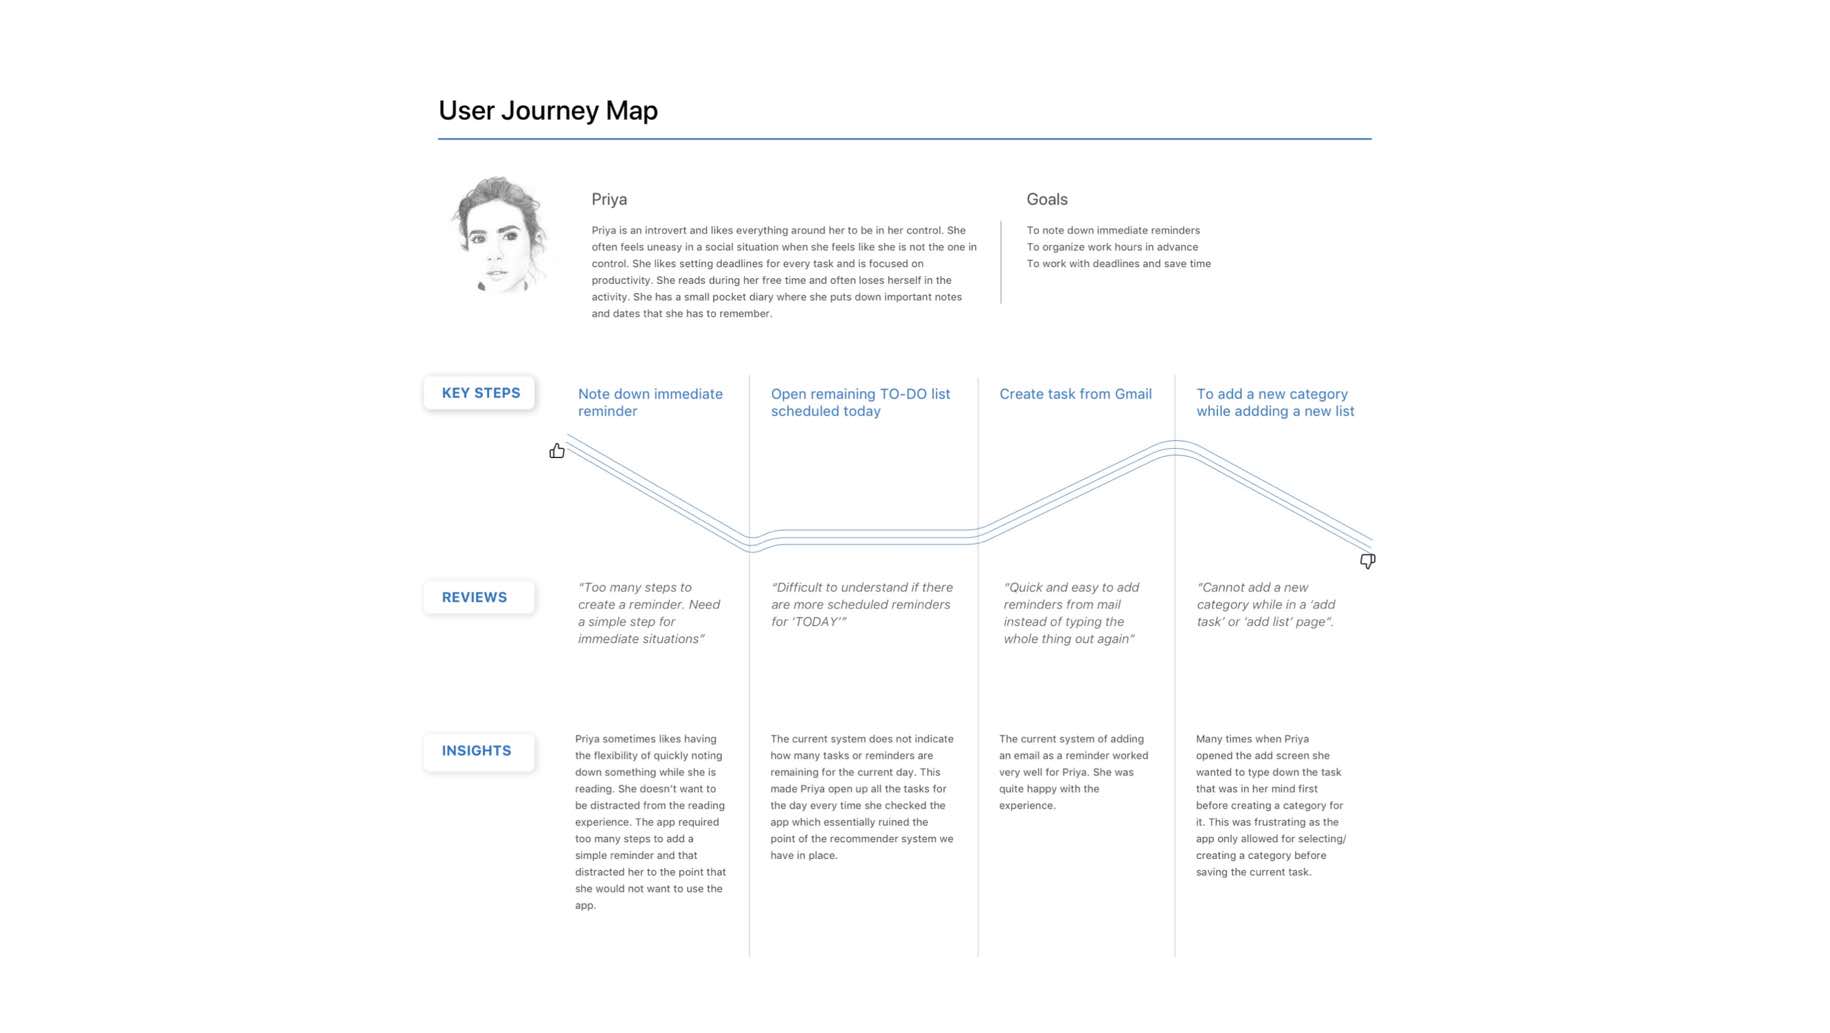 User Journey Map
Priya
Priya is an introvert and likes everything around her to be in her control. She
often feels uneasy in a social situation when she feels like she is not the one in
control. She likes setting deadlines for every task and is focused on
productivity. She reads during her free time and often loses herself in the
activity. She has a small pocket diary where she puts down important notes
and dates that she has to remember.
Goals
To note down immediate reminders
To organize work hours in advance
To work with deadlines and save time
KEY STEPS
Note down immediate
reminder
Open remaining TO-DO list
scheduled today
Create task from Gmail
To add a new category
while addding a new list
REVIEWS
“Too many steps to
create a reminder. Need
a simple step for
immediate situations”
“Difficult to understand if there
are more scheduled reminders
for ‘TODAY’”
“Quick and easy to add
reminders from mail
instead of typing the
whole thing out again”
“Cannot add a new
category while in a ‘add
task’ or ‘add list’ page”.
INSIGHTS
Priya sometimes likes having
the flexibility of quickly noting
down something while she is
reading. She doesn’t want to
be distracted from the reading
experience. The app required
too many steps to add a
simple reminder and that
distracted her to the point that
she would not want to use the
app.
The current system does not indicate
how many tasks or reminders are
remaining for the current day. This
made Priya open up all the tasks for
the day every time she checked the
app which essentially ruined the
point of the recommender system we
have in place.
The current system of adding
an email as a reminder worked
very well for Priya. She was
quite happy with the
experience.
Many times when Priya
opened the add screen she
wanted to type down the task
that was in her mind first
before creating a category for
it. This was frustrating as the
app only allowed for selecting/
creating a category before
saving the current task.